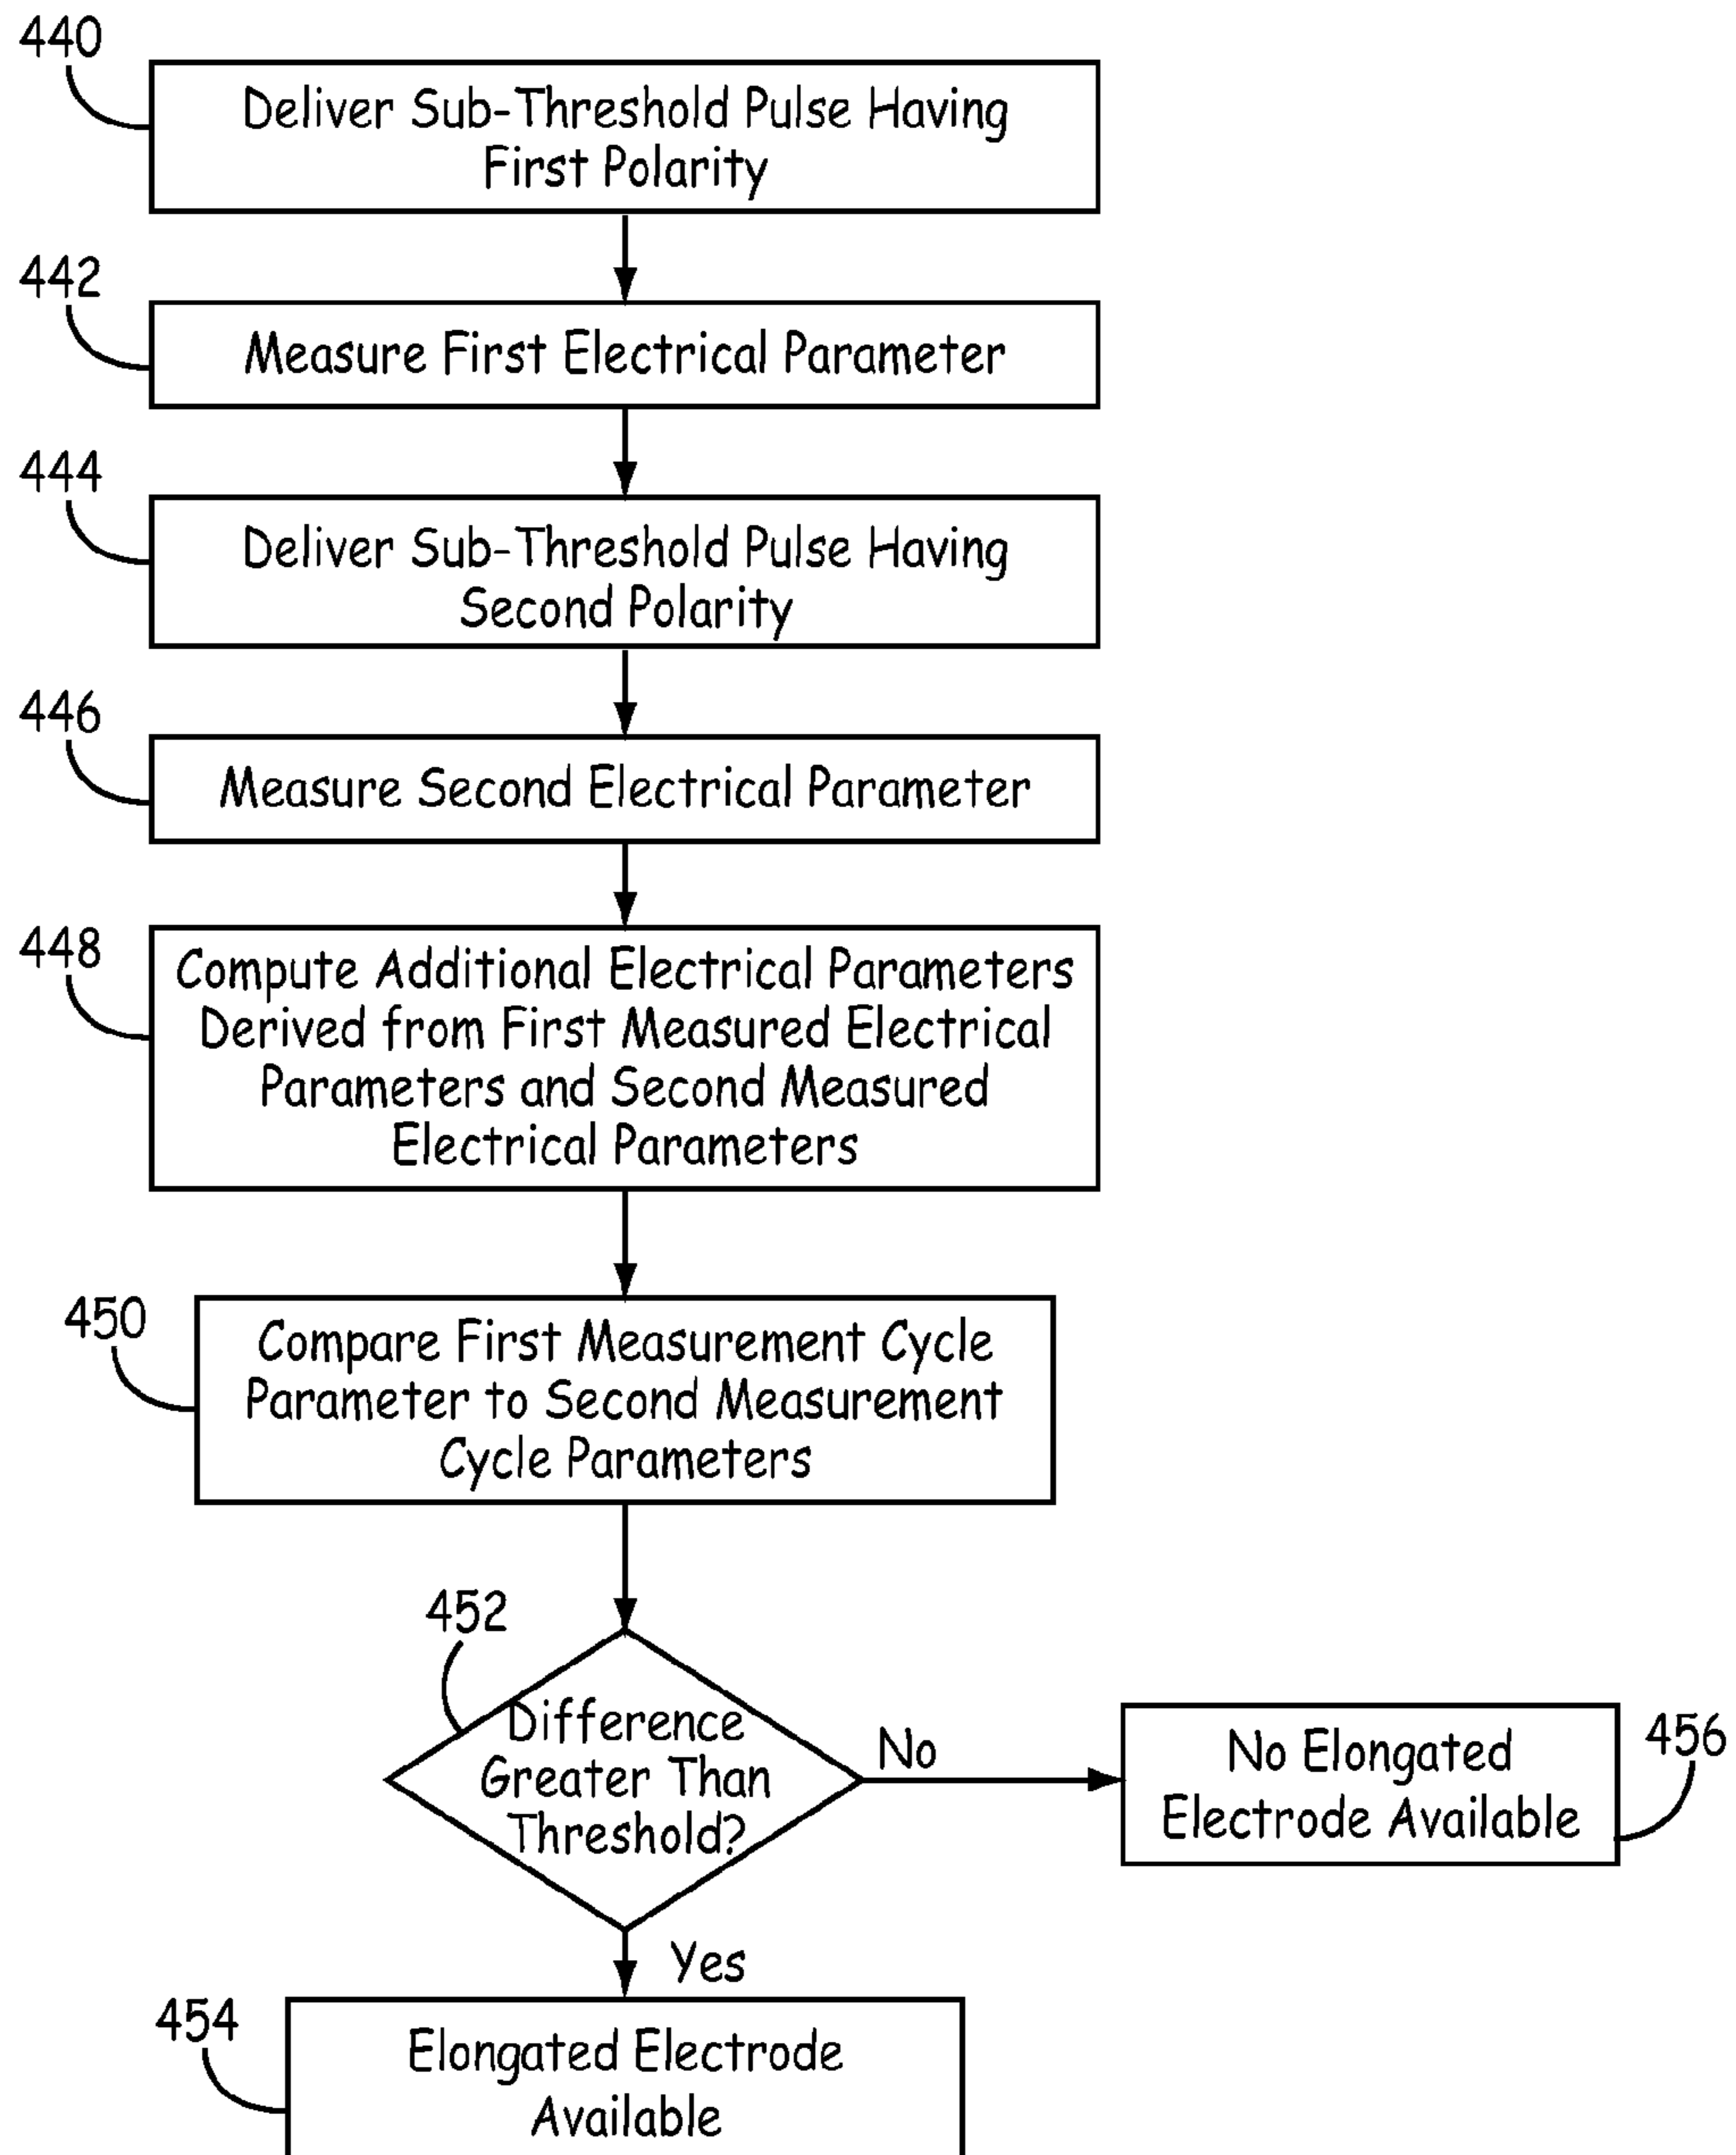 440
Deliver Sub-Threshold Pulse Having
First Polarity
442
Measure First Electrical Parameter
444
Deliver Sub-Threshold Pulse Having
Second Polarity
446
Measure Second Electrical Parameter
448
Compute Additional Electrical Parameters
Derived from First Measured Electrical
Parameters and Second Measured
Electrical Parameters
450
Compare First Measurement Cycle
Parameter to Second Measurement
Cycle Parameters
452
Difference
Greater Than
Threshold?
No
No Elongated
Electrode Available
456
Yes
454
Elongated Electrode
Available